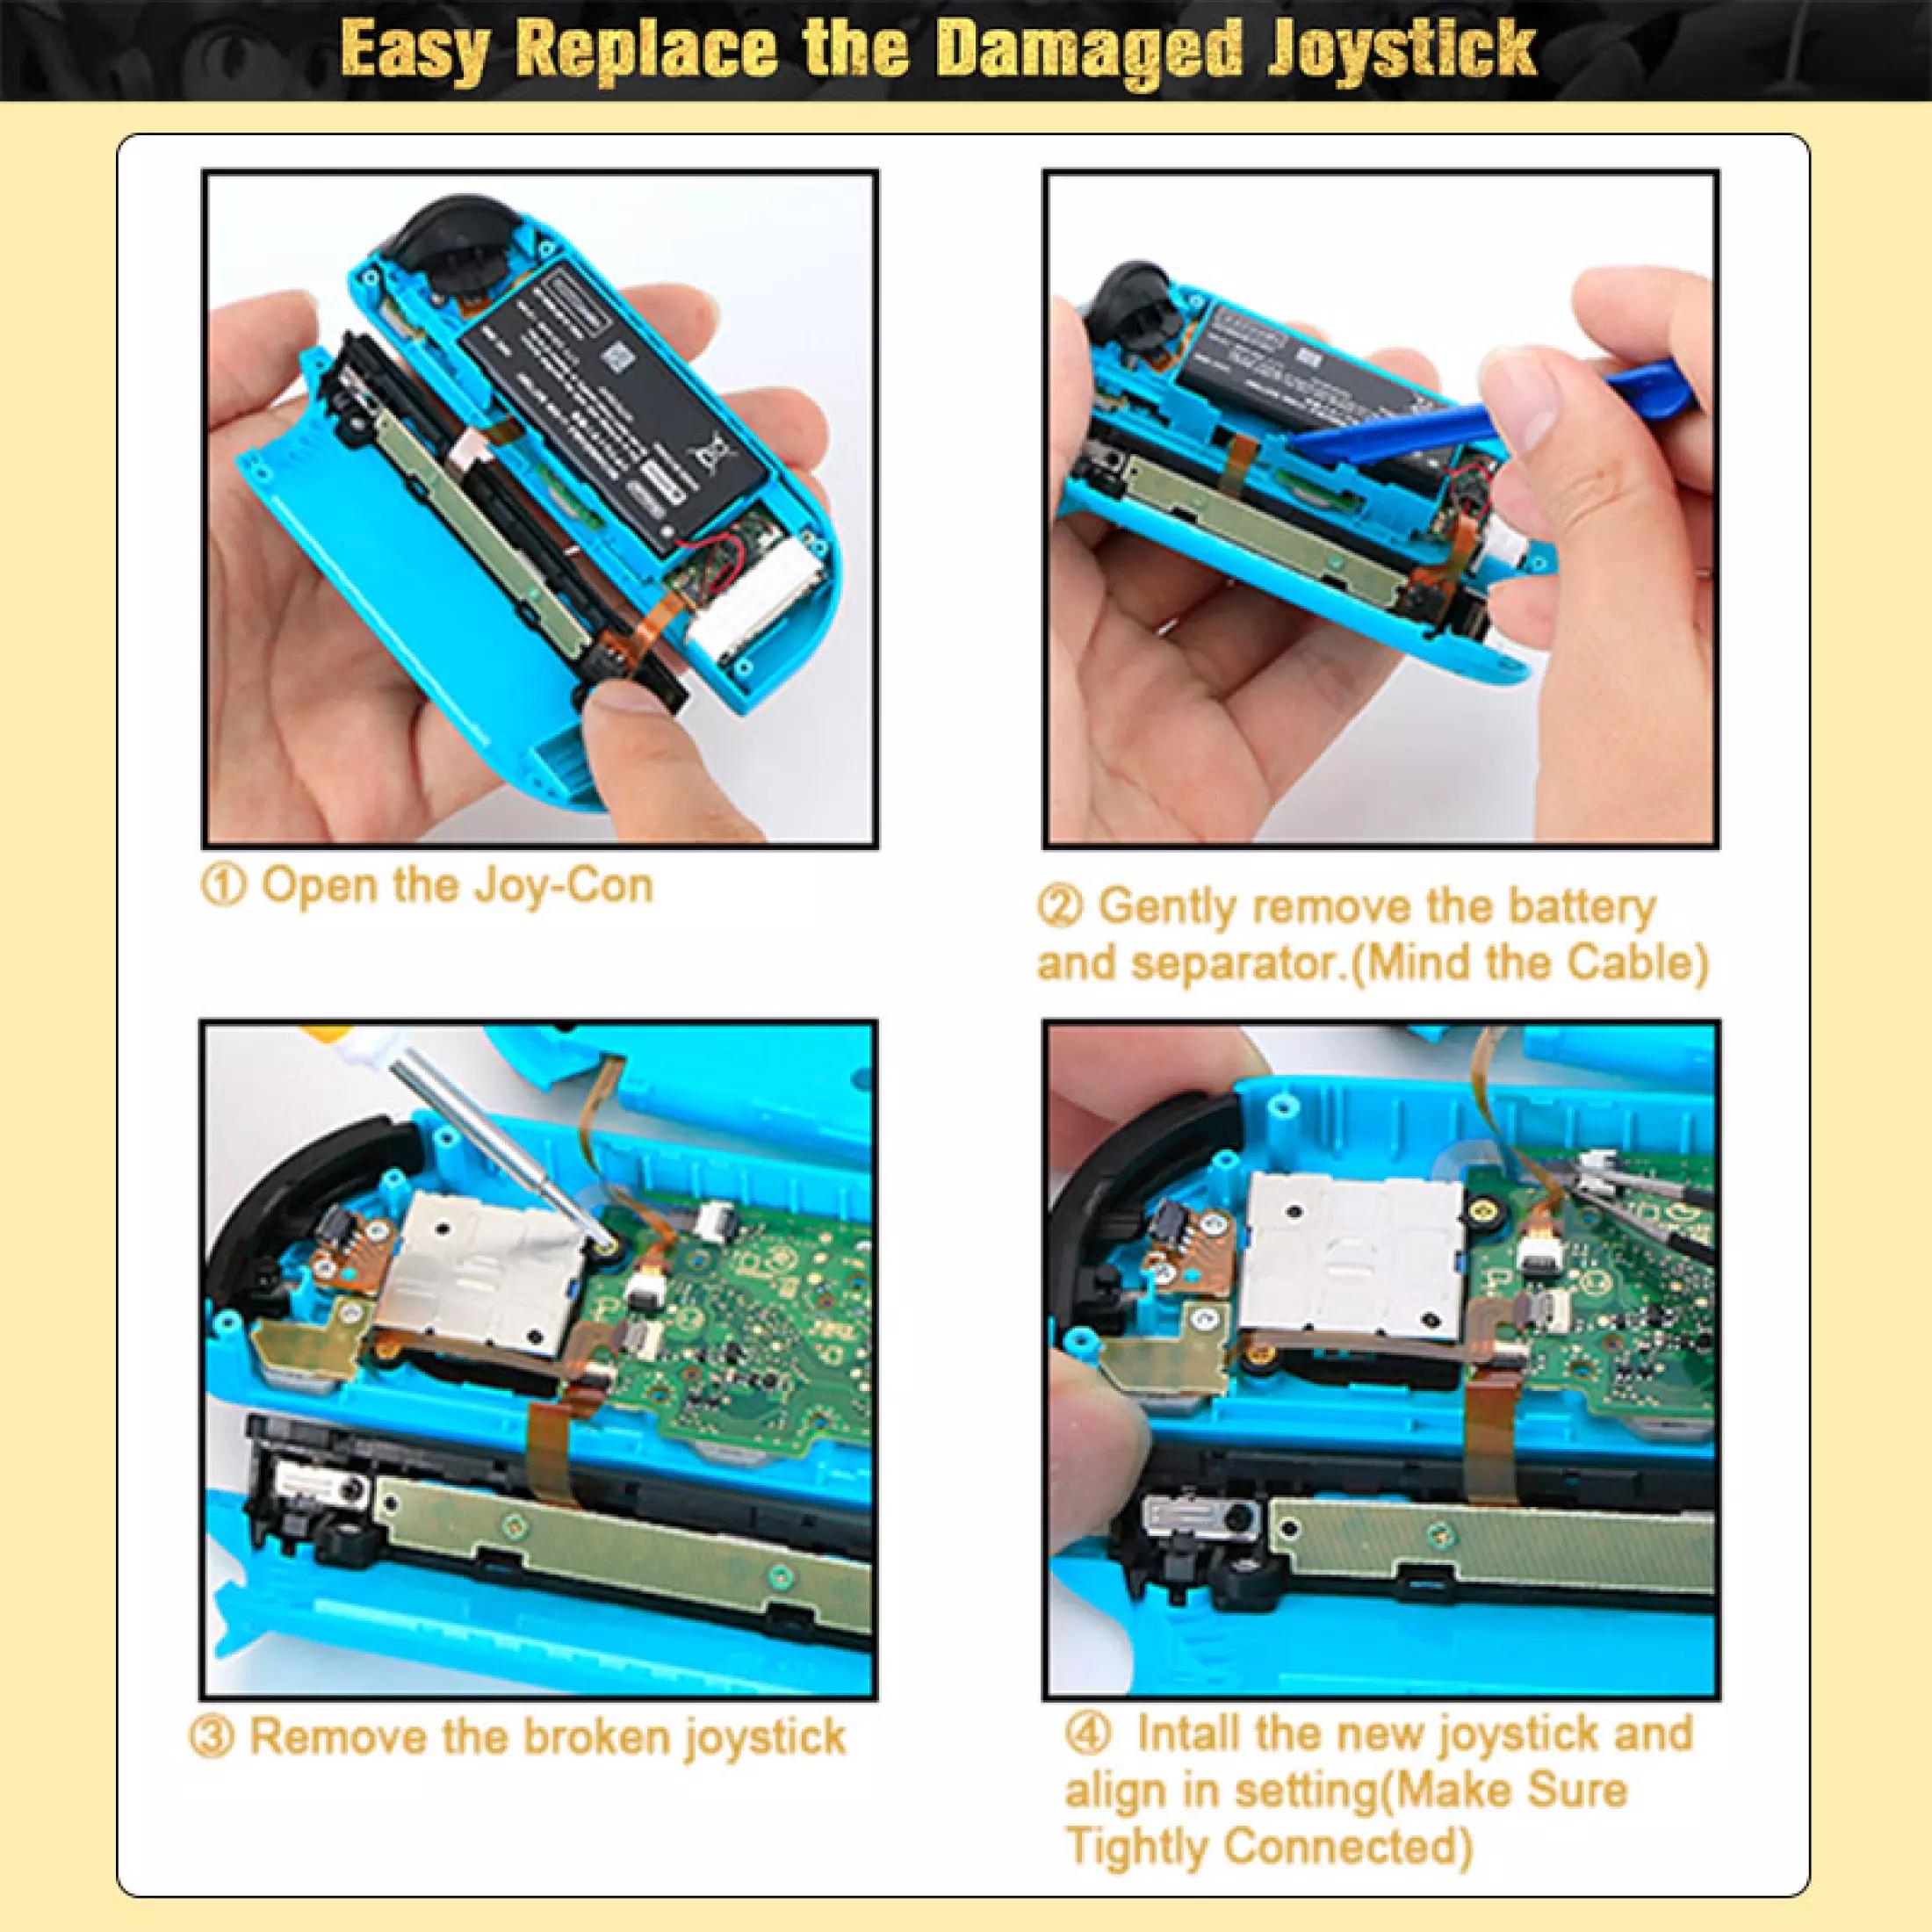 Easy Replace the Damaged Joystick
① Open the Joy-Con
② Gently remove the battery
and separator.(Mind the Cable)
③ Remove the broken joystick
④ Intall the new joystick and
align in setting(Make Sure
Tightly Connected)